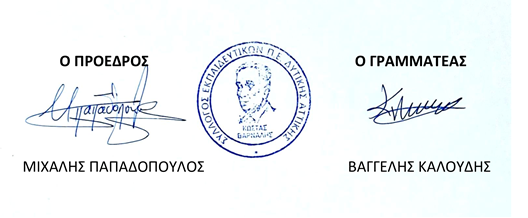 Ο ΠΡΟΕΔΡΟΣ
Ο ΓΡΑΜΜΑΤΕΑΣ
ΣΥΛΛΟΓΟΣ ΕΚΠΑΙΔΕΥΤΙΚΩΝ Π.Ε. ΔΥΤΙΚΗΣ ΑΤΤΙΚΗΣ
ΚΩΣΤΑΣ
ΒΑΡΝΑΛΗΣ
ΜΙΧΑΛΗΣ ΠΑΠΑΔΟΠΟΥΛΟΣ
ΒΑΓΓΕΛΗΣ ΚΑΛΟΥΔΗΣ